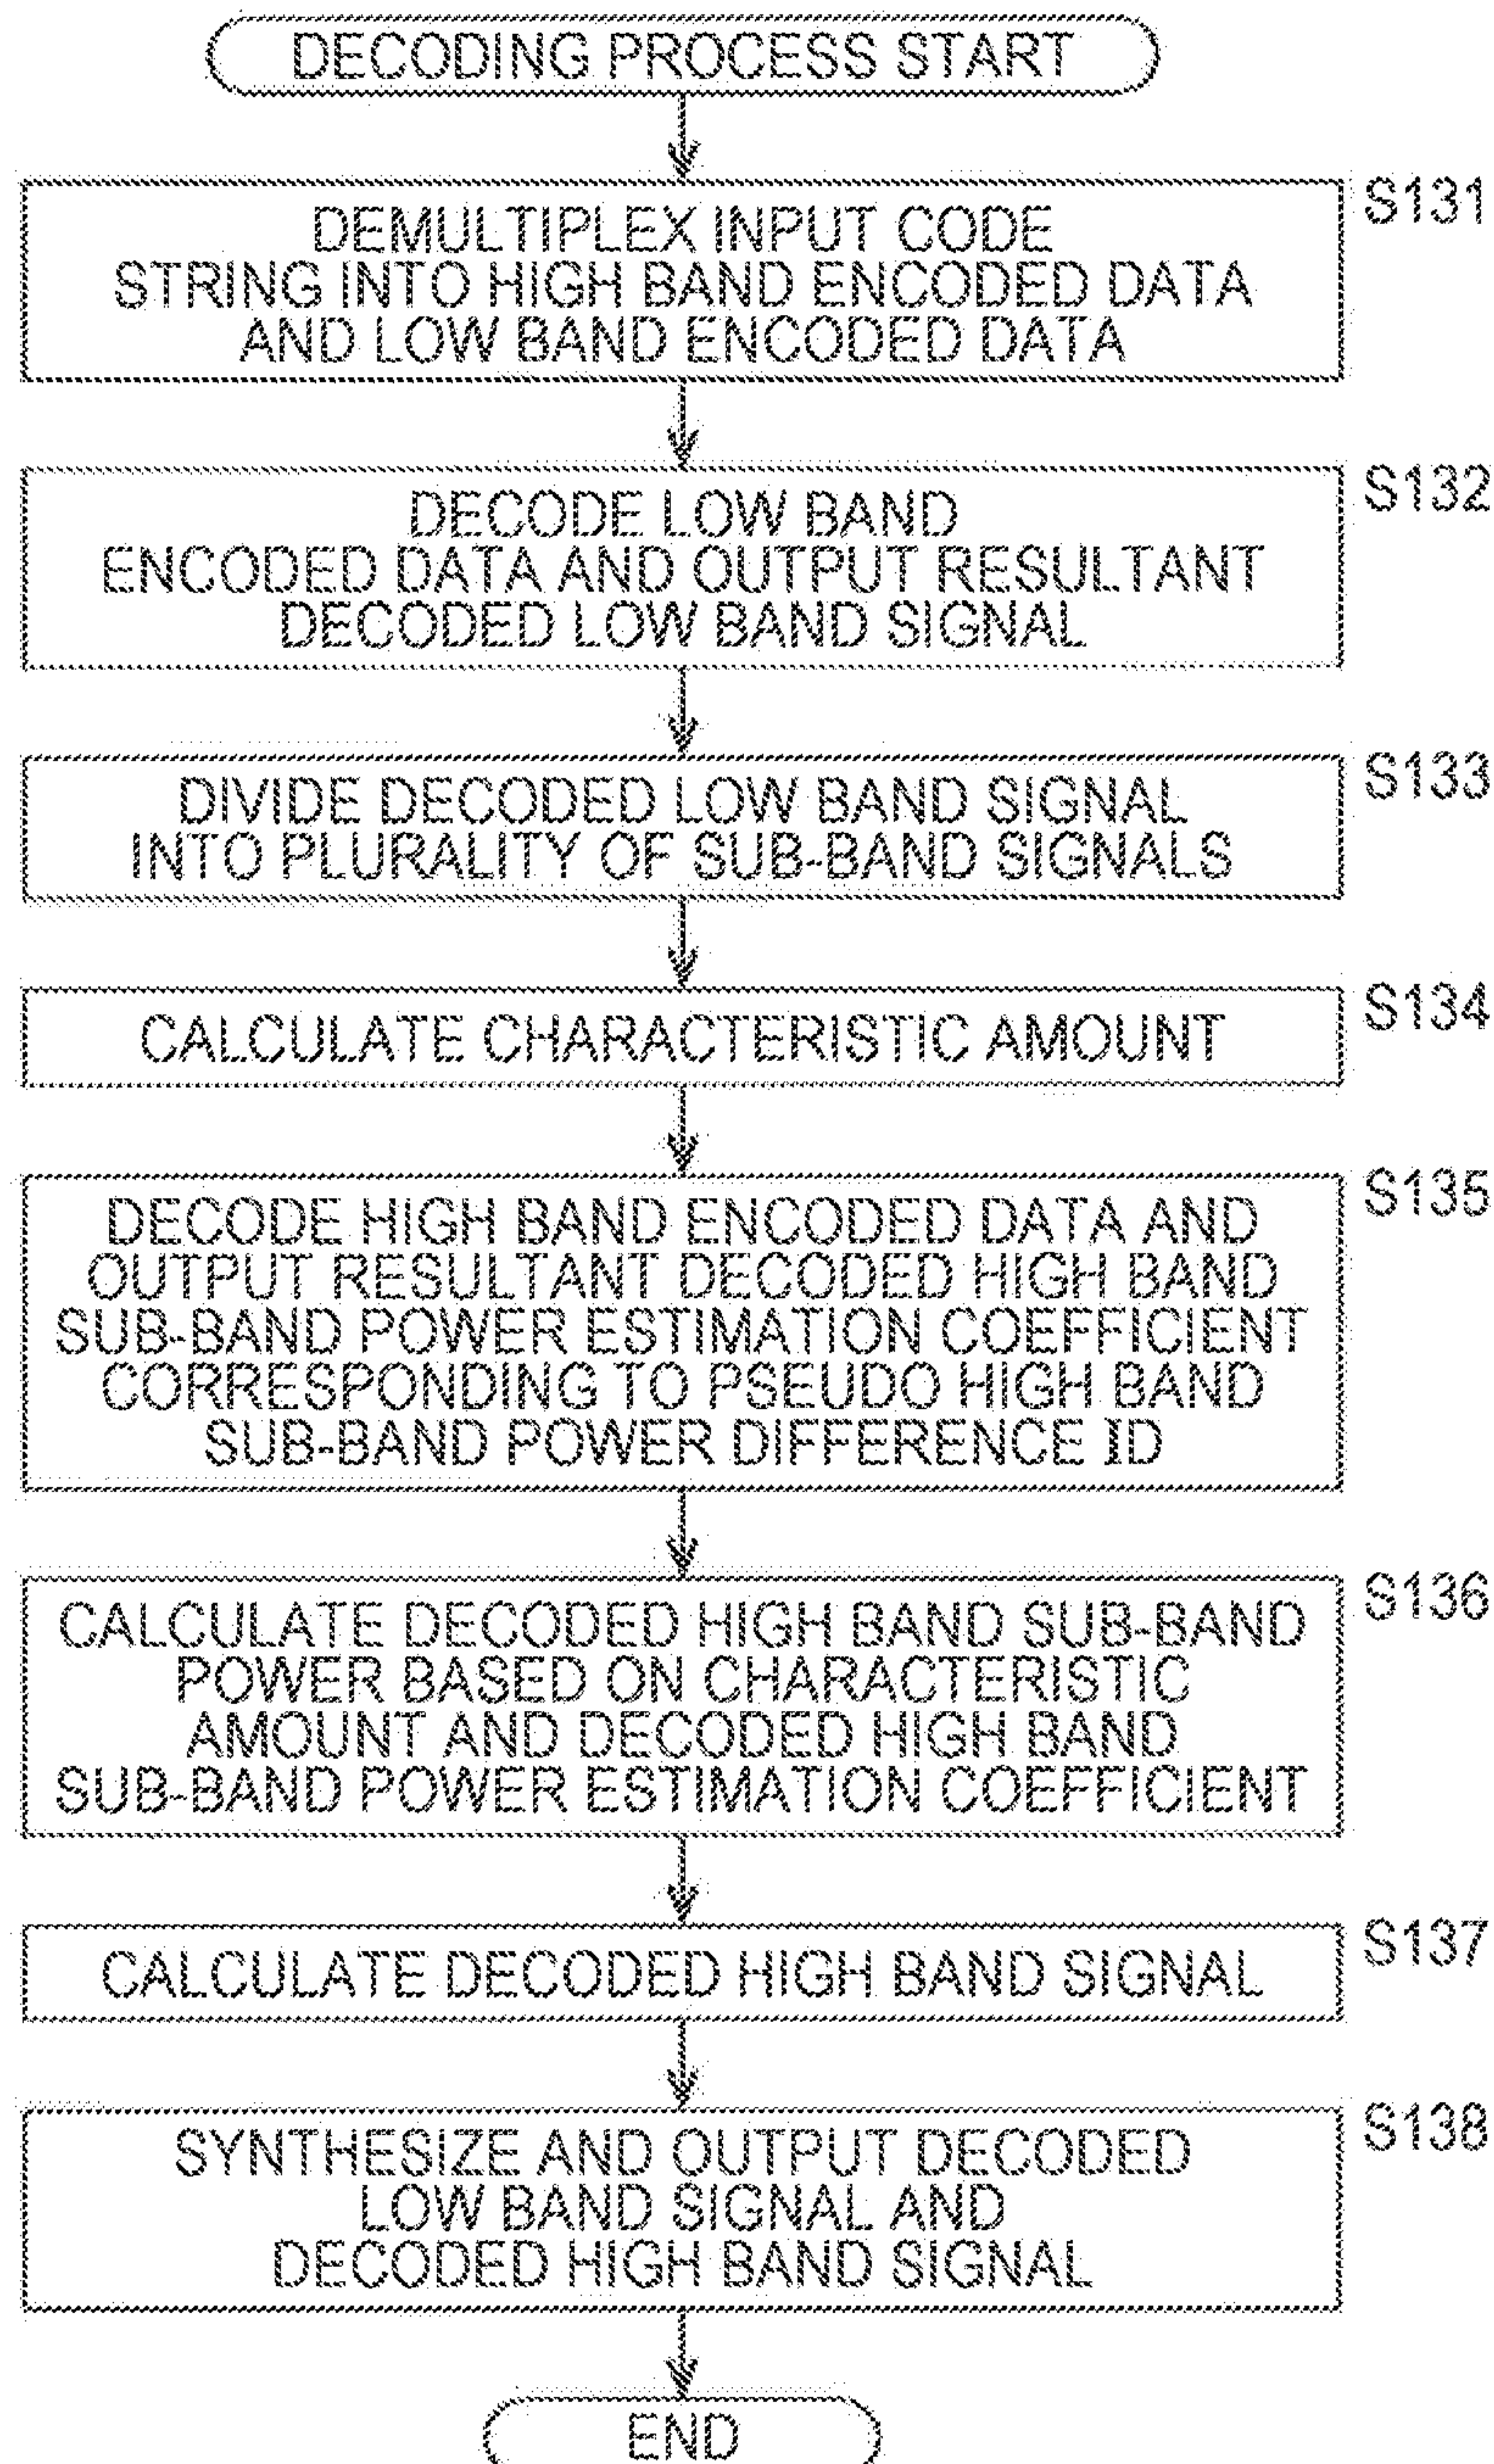 DECODING PROCESS START
S131
DEMULTIPLEX INPUT CODE
STRING INTO HIGH BAND ENCODED DATA
AND LOW BAND ENCODED DATA
S132
DECODE LOW BAND
ENCODED DATA AND OUTPUT RESULTANT
DECODED LOW BAND SIGNAL
S133
DIVIDE DECODED LOW BAND SIGNAL
INTO PLURALITY OF SUB-BAND SIGNALS
S134
CALCULATE CHARACTERISTIC AMOUNT
S135
DECODE HIGH BAND ENCODED DATA AND
OUTPUT RESULTANT DECODED HIGH BAND
SUB-BAND POWER ESTIMATION COEFFICIENT
CORRESPONDING TO PSEUDO HIGH BAND
SUB-BAND POWER DIFFERENCE ID
S136
CALCULATE DECODED HIGH BAND SUB-BAND
POWER BASED ON CHARACTERISTIC
AMOUNT AND DECODED HIGH BAND
SUB-BAND POWER ESTIMATION COEFFICIENT
S137
CALCULATE DECODED HIGH BAND SIGNAL
S138
SYNTHESIZE AND OUTPUT DECODED
LOW BAND SIGNAL AND
DECODED HIGH BAND SIGNAL
END